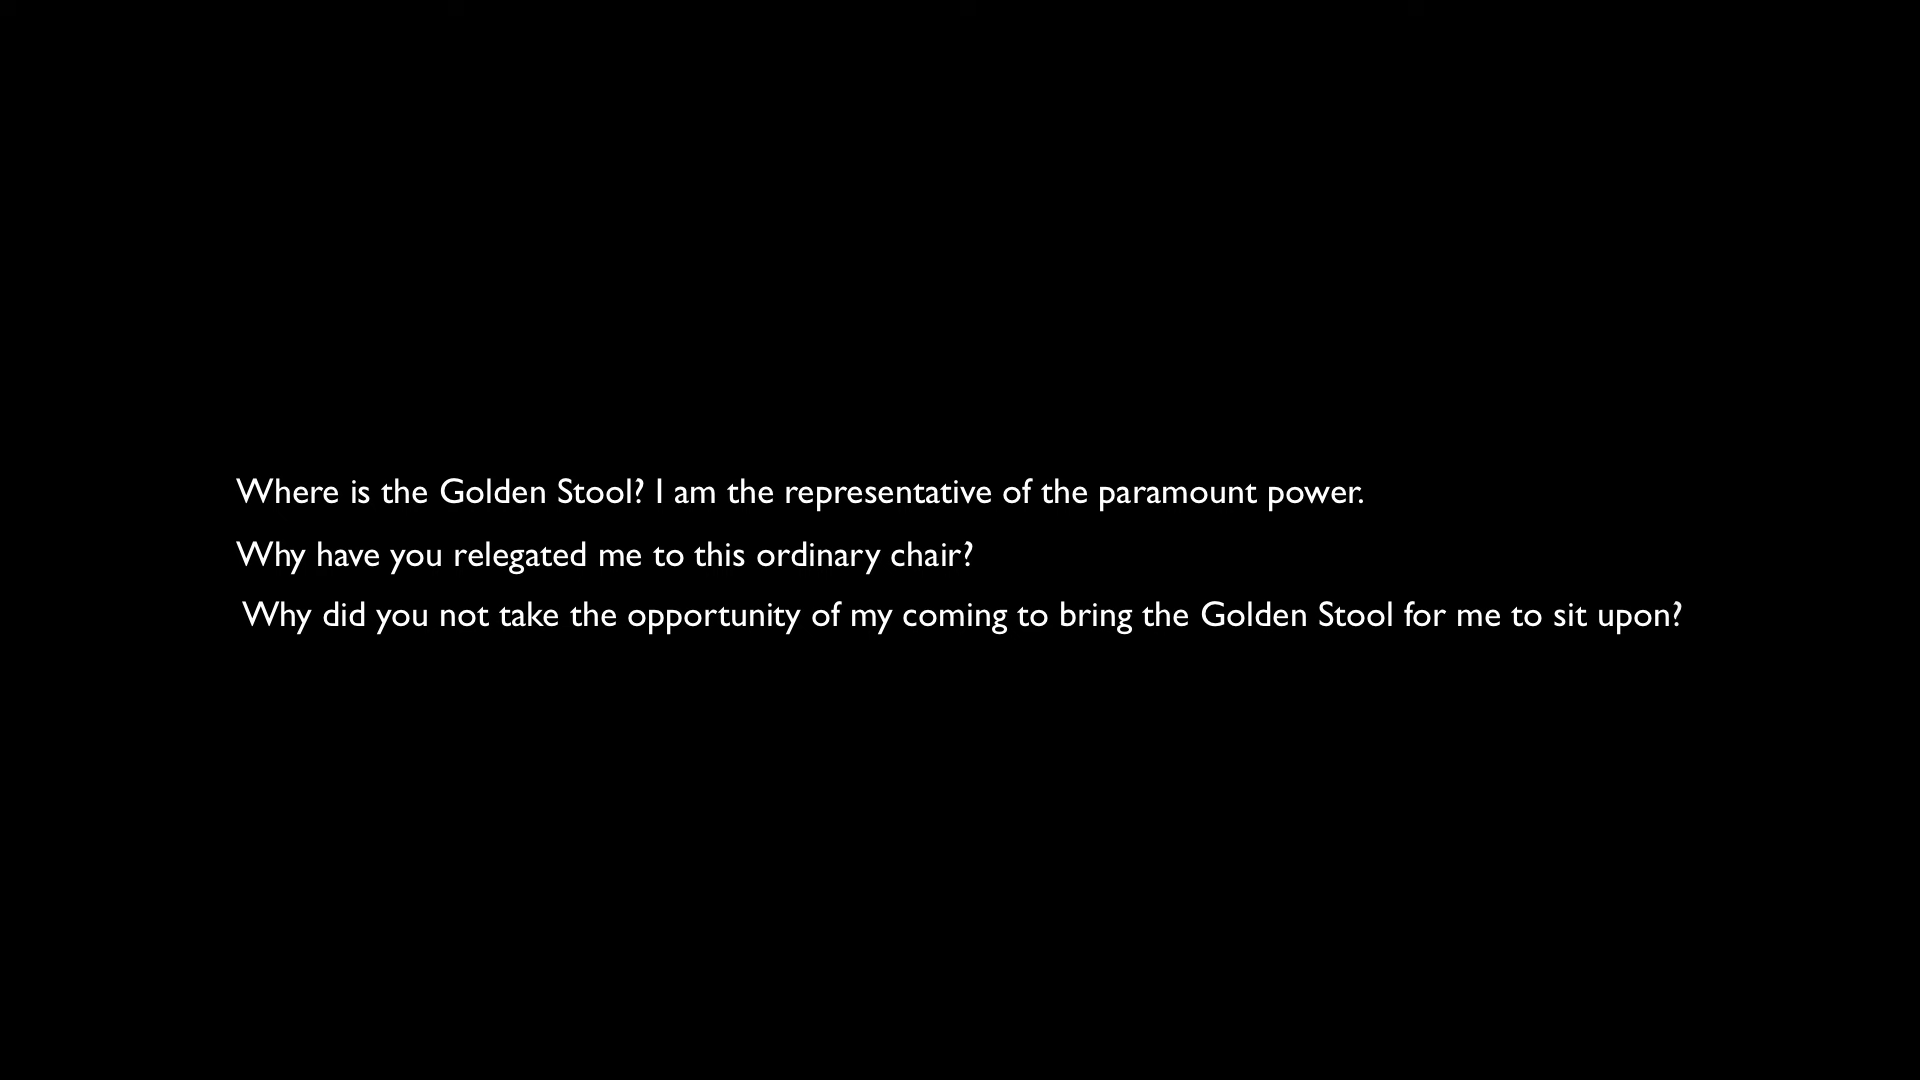 Where is the Golden Stool? I am the representative of the paramount power.
Why have you relegated me to this ordinary chair?
Why did you not take the opportunity of my coming to bring the Golden Stool for me to sit upon?